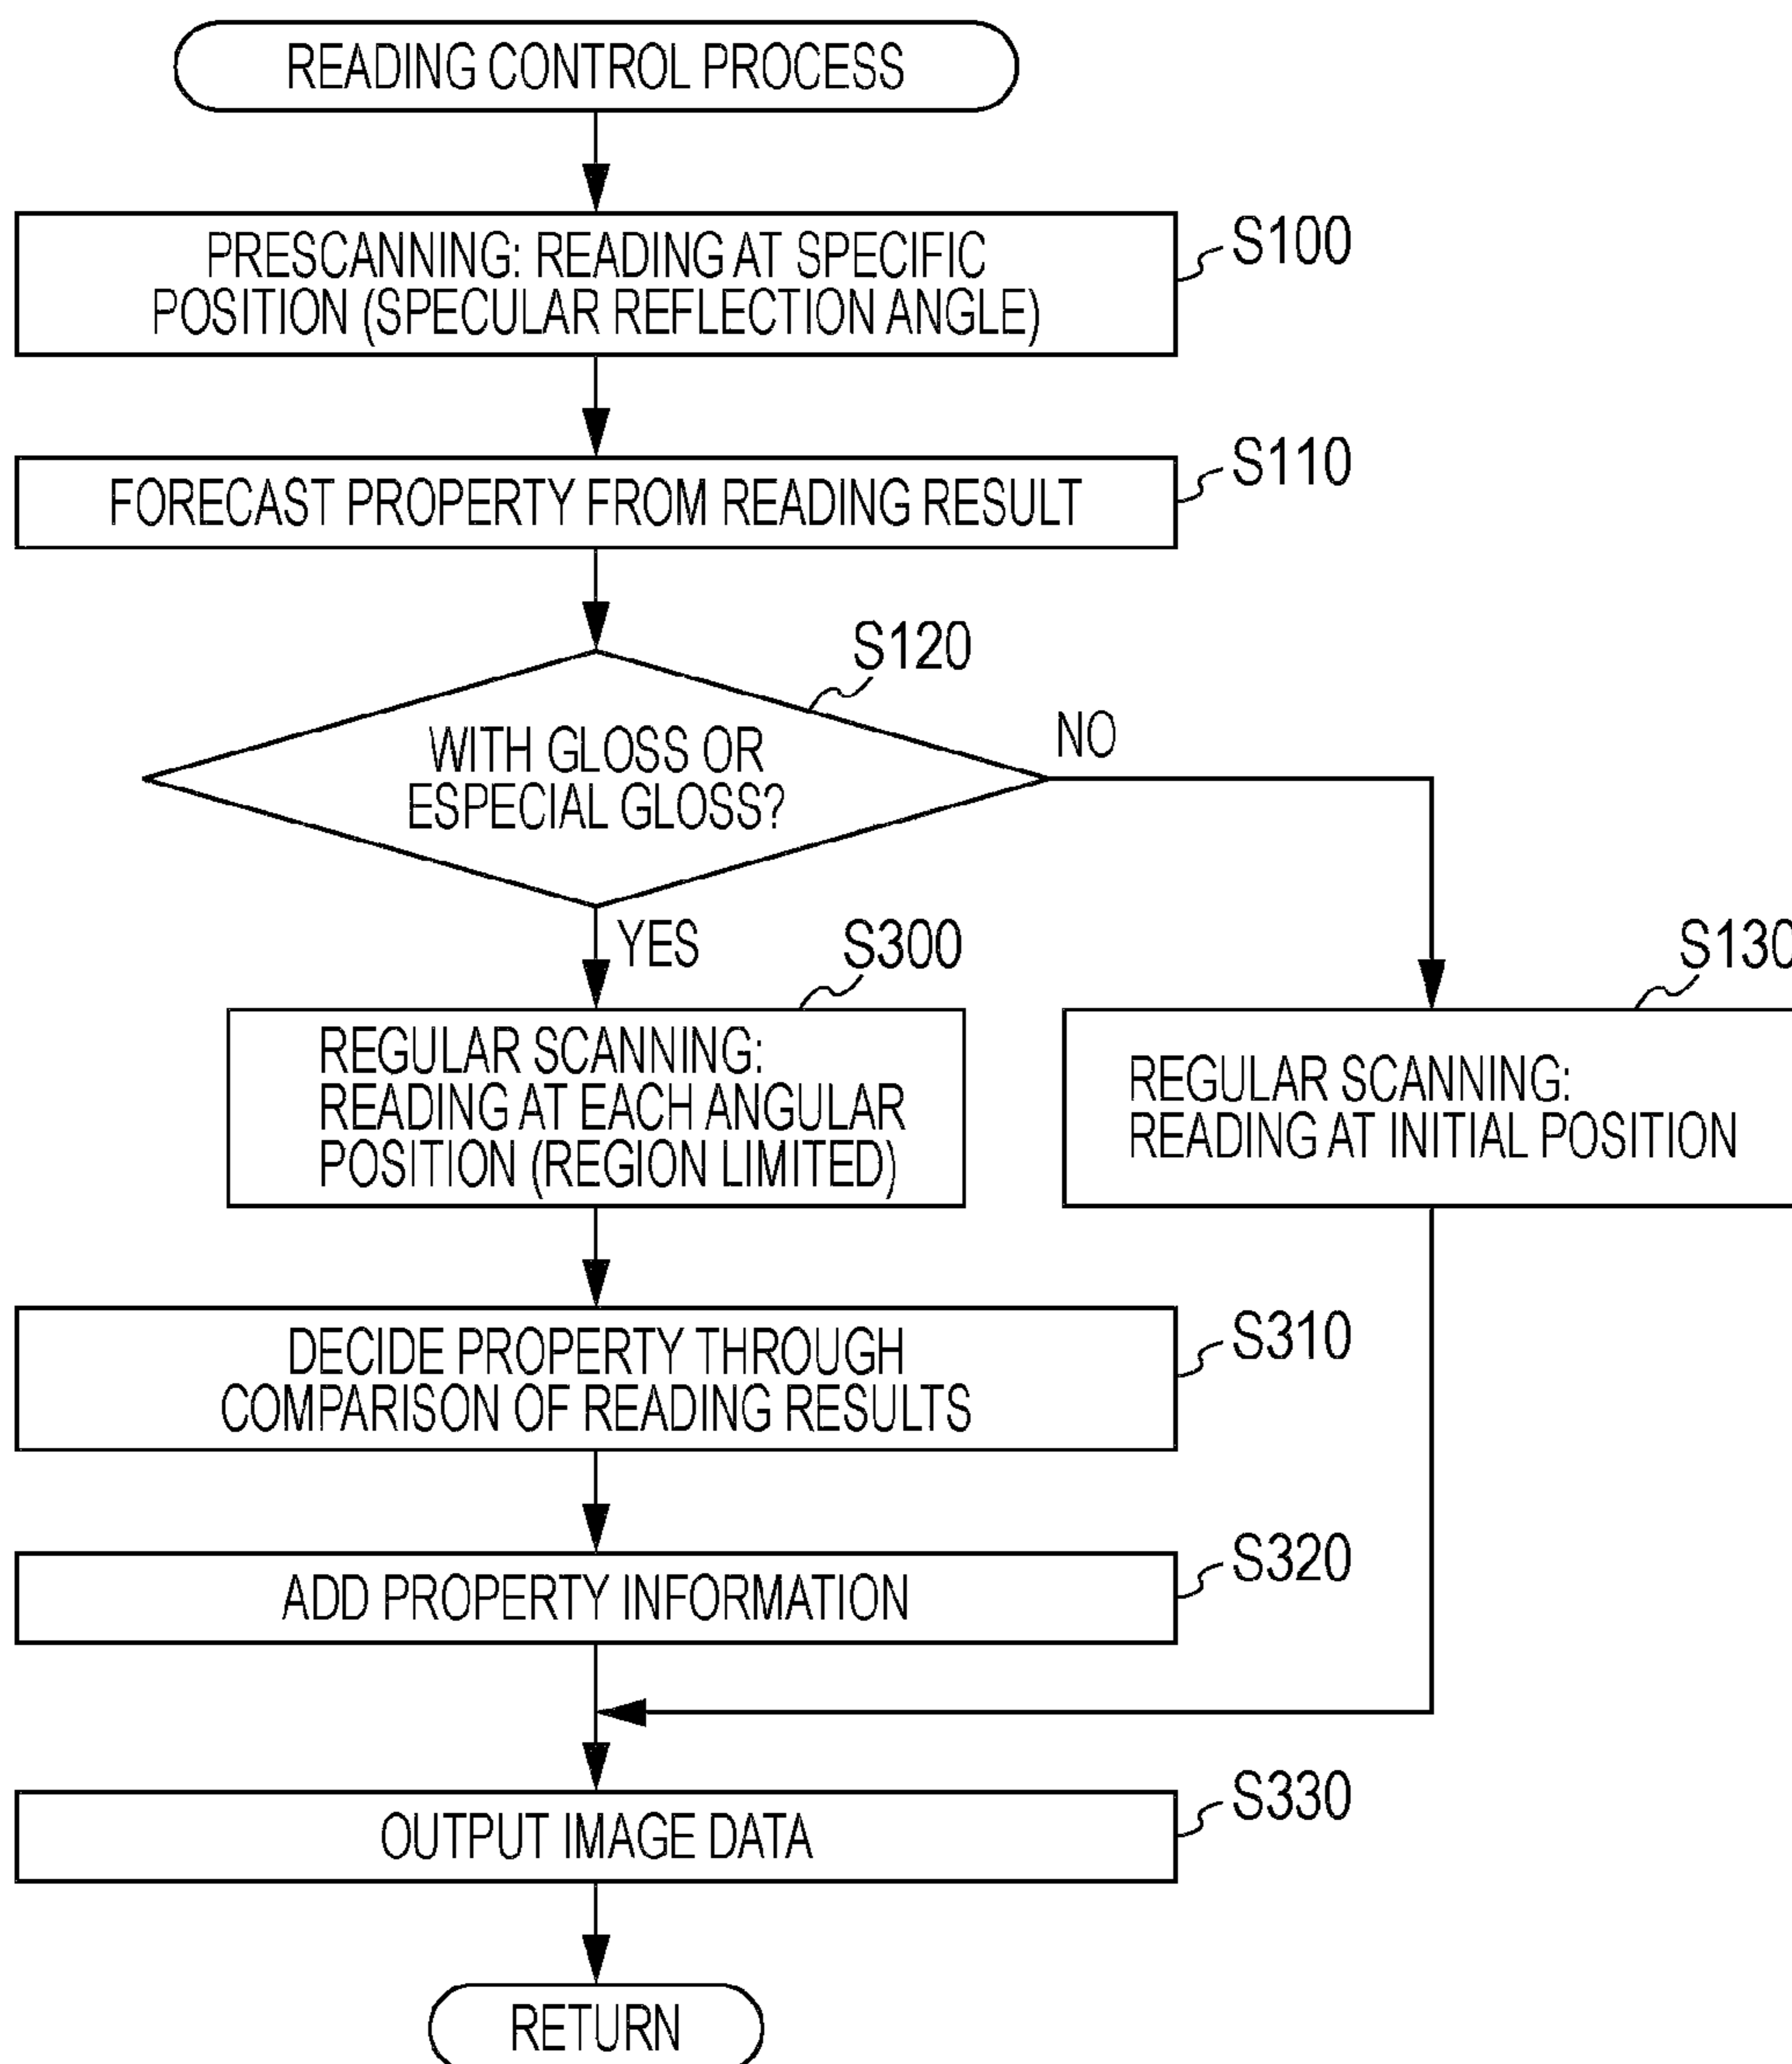 READING CONTROL PROCESS
PRESCANNING: READING AT SPECIFIC
POSITION (SPECULAR REFLECTION ANGLE)
S100
FORECAST PROPERTY FROM READING RESULT
S110
S120
WITH GLOSS OR
ESPECIAL GLOSS?
NO
YES
S300
S130
REGULAR SCANNING:
READING AT EACH ANGULAR
POSITION (REGION LIMITED)
REGULAR SCANNING:
READING AT INITIAL POSITION
DECIDE PROPERTY THROUGH
COMPARISON OF READING RESULTS
S310
ADD PROPERTY INFORMATION
S320
OUTPUT IMAGE DATA
S330
RETURN